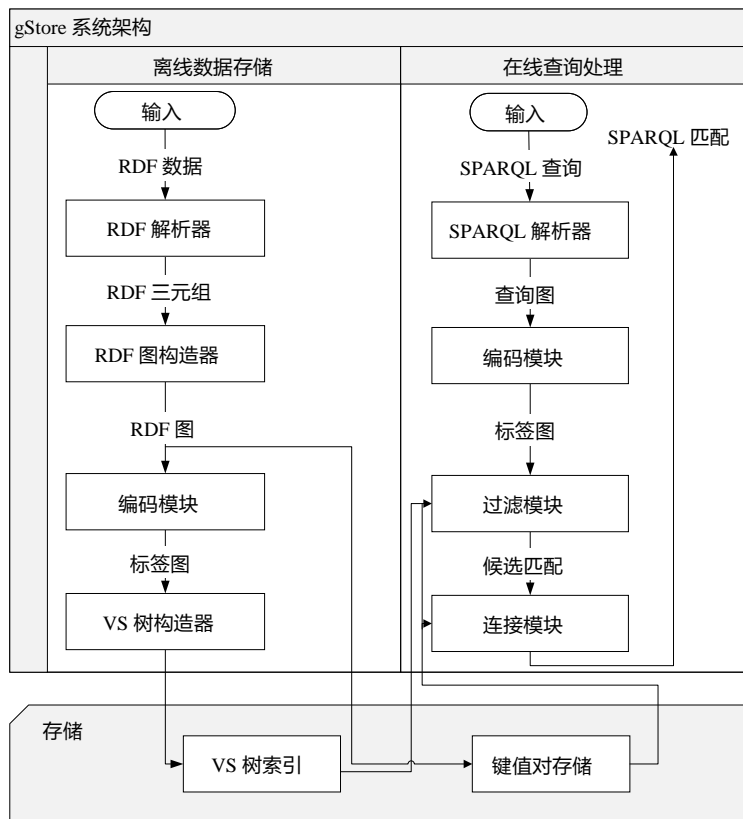 gStore 系统架构
离线数据存储
在线查询处理
输入
RDF 数据
RDF 解析器
RDF 三元组
RDF 图构造器
RDF 图
编码模块
标签图
VS 树构造器
输入
SPARQL 查询
SPARQL 解析器
查询图
编码模块
标签图
过滤模块
候选匹配
连接模块
SPARQL 匹配
存储
VS 树索引
键值对存储